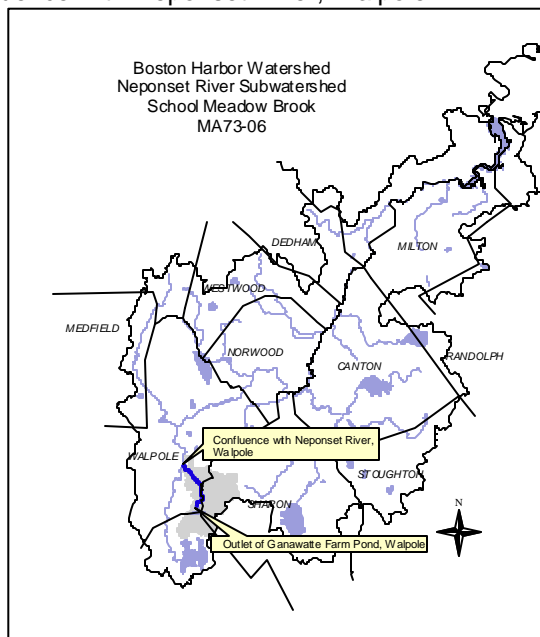 Boston Harbor Watershed
Neponset River Subwatershed
School Meadow Brook
MA73-06
DEDHAM
MILTON
WESTWOOD
MEDFIELD
NORWOOD
CANTON
RANDOLPH
Confluence wth Neponset River,
Walpole
WALPOLE
STOUGHTON
SHARON
N
Outlet of Ganawatte Farm Pond, Walpole